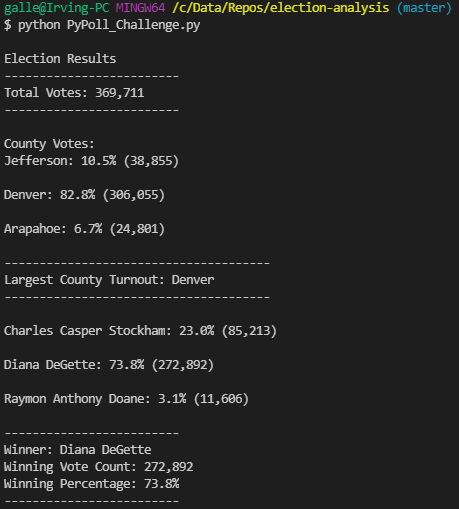 galle@Irving-PC MINGW64 /c/Data/Repos/election-analysis (master)
$ python PyPoll_Challenge.py
Election Results
-------------------------
Total Votes: 369,711
-------------------------
County Votes:
Jefferson: 10.5% (38,855)
Denver: 82.8% (306,055)
Arapahoe: 6.7% (24,801)
--------------------------------------
Largest County Turnout: Denver
--------------------------------------
Charles Casper Stockham: 23.0% (85,213)
Diana DeGette: 73.8% (272,892)
Raymon Anthony Doane: 3.1% (11,606)
-------------------------
Winner: Diana DeGette
Winning Vote Count: 272,892
Winning Percentage: 73.8%
-------------------------